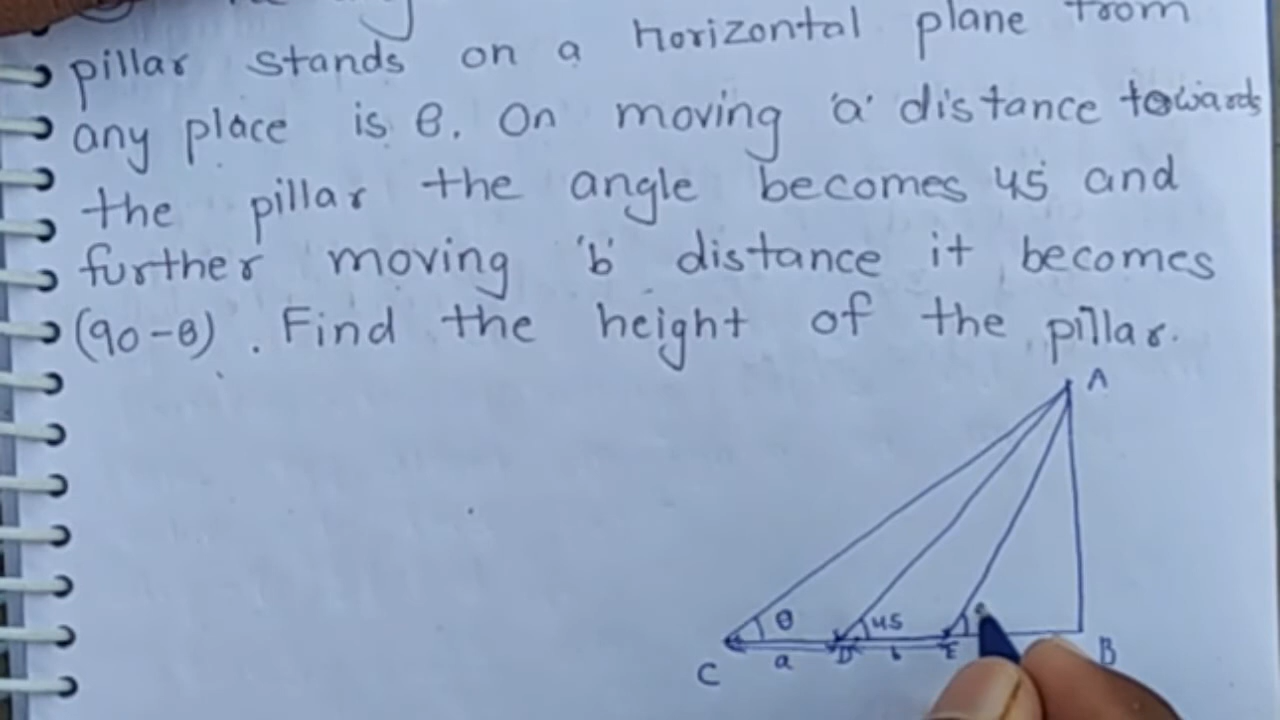 pillar stands on a horizontal plane from
any place is θ. On moving 'a' distance towards
the pillar the angle becomes 45 and
further moving 'b' distance it becomes
(90-θ). Find the height of the pillar.
A
θ
45
C
a
D
b
E
B